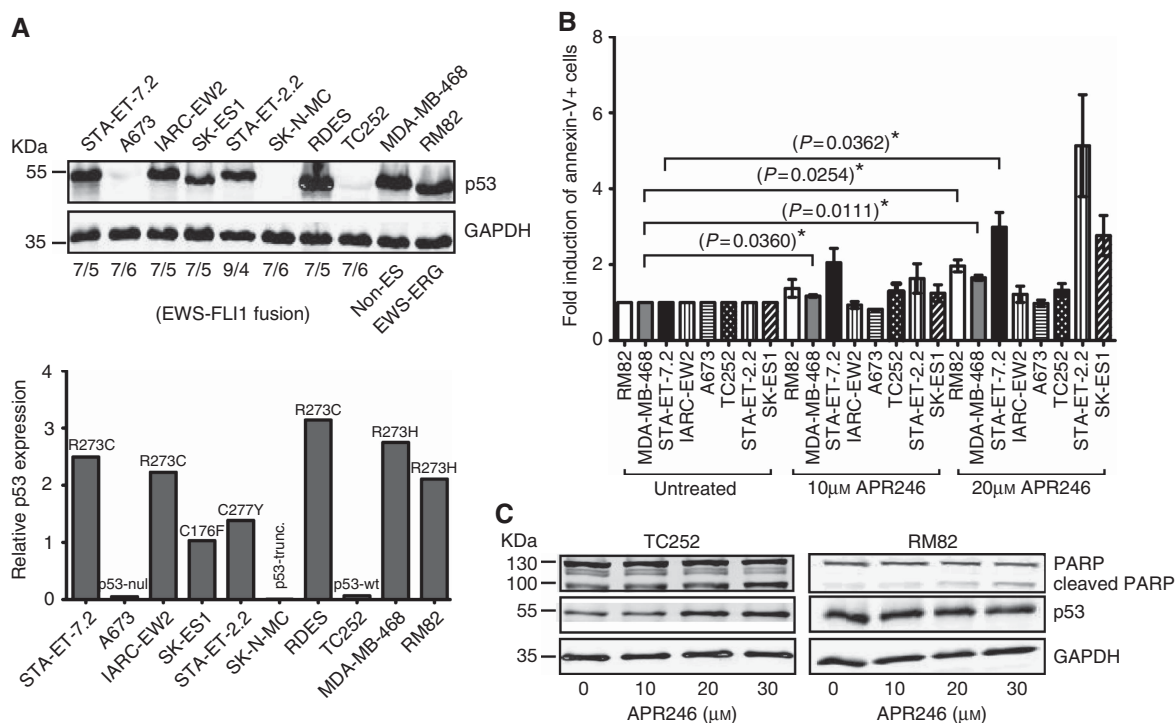 A
STA-ET-7.2
A673
IARC-EW2
SK-ES1
STA-ET-2.2
SK-N-MC
RDES
TC252
MDA-MB-468
RM82
KDa
55
p53
35
GAPDH
7/5 7/6 7/5 7/5 9/4 7/6 7/5 7/6
Non-ES
EWS-ERG
(EWS-FLI1 fusion)
Relative p53 expression
4
3
2
1
0
R273C
p53-nul
R273C
C176F
C277Y
p53-trunc.
R273C
p53-wt
R273H
R273H
STA-ET-7.2
A673
IARC-EW2
SK-ES1
STA-ET-2.2
SK-N-MC
RDES
TC252
MDA-MB-468
RM82
B
Fold induction of annexin-V+ cells
8
6
4
2
0
(P=0.0362)*
(P=0.0254)*
(P=0.0111)*
(P=0.0360)*
RM82
MDA-MB-468
STA-ET-7.2
IARC-EW2
A673
TC252
STA-ET-2.2
SK-ES1
RM82
MDA-MB-468
STA-ET-7.2
IARC-EW2
A673
TC252
STA-ET-2.2
SK-ES1
RM82
MDA-MB-468
STA-ET-7.2
IARC-EW2
A673
TC252
STA-ET-2.2
SK-ES1
Untreated
10μM APR246
20μM APR246
C
KDa
TC252
RM82
130
PARP
100
cleaved PARP
55
p53
35
GAPDH
0 10 20 30
0 10 20 30
APR246 (μM)
APR246 (μM)